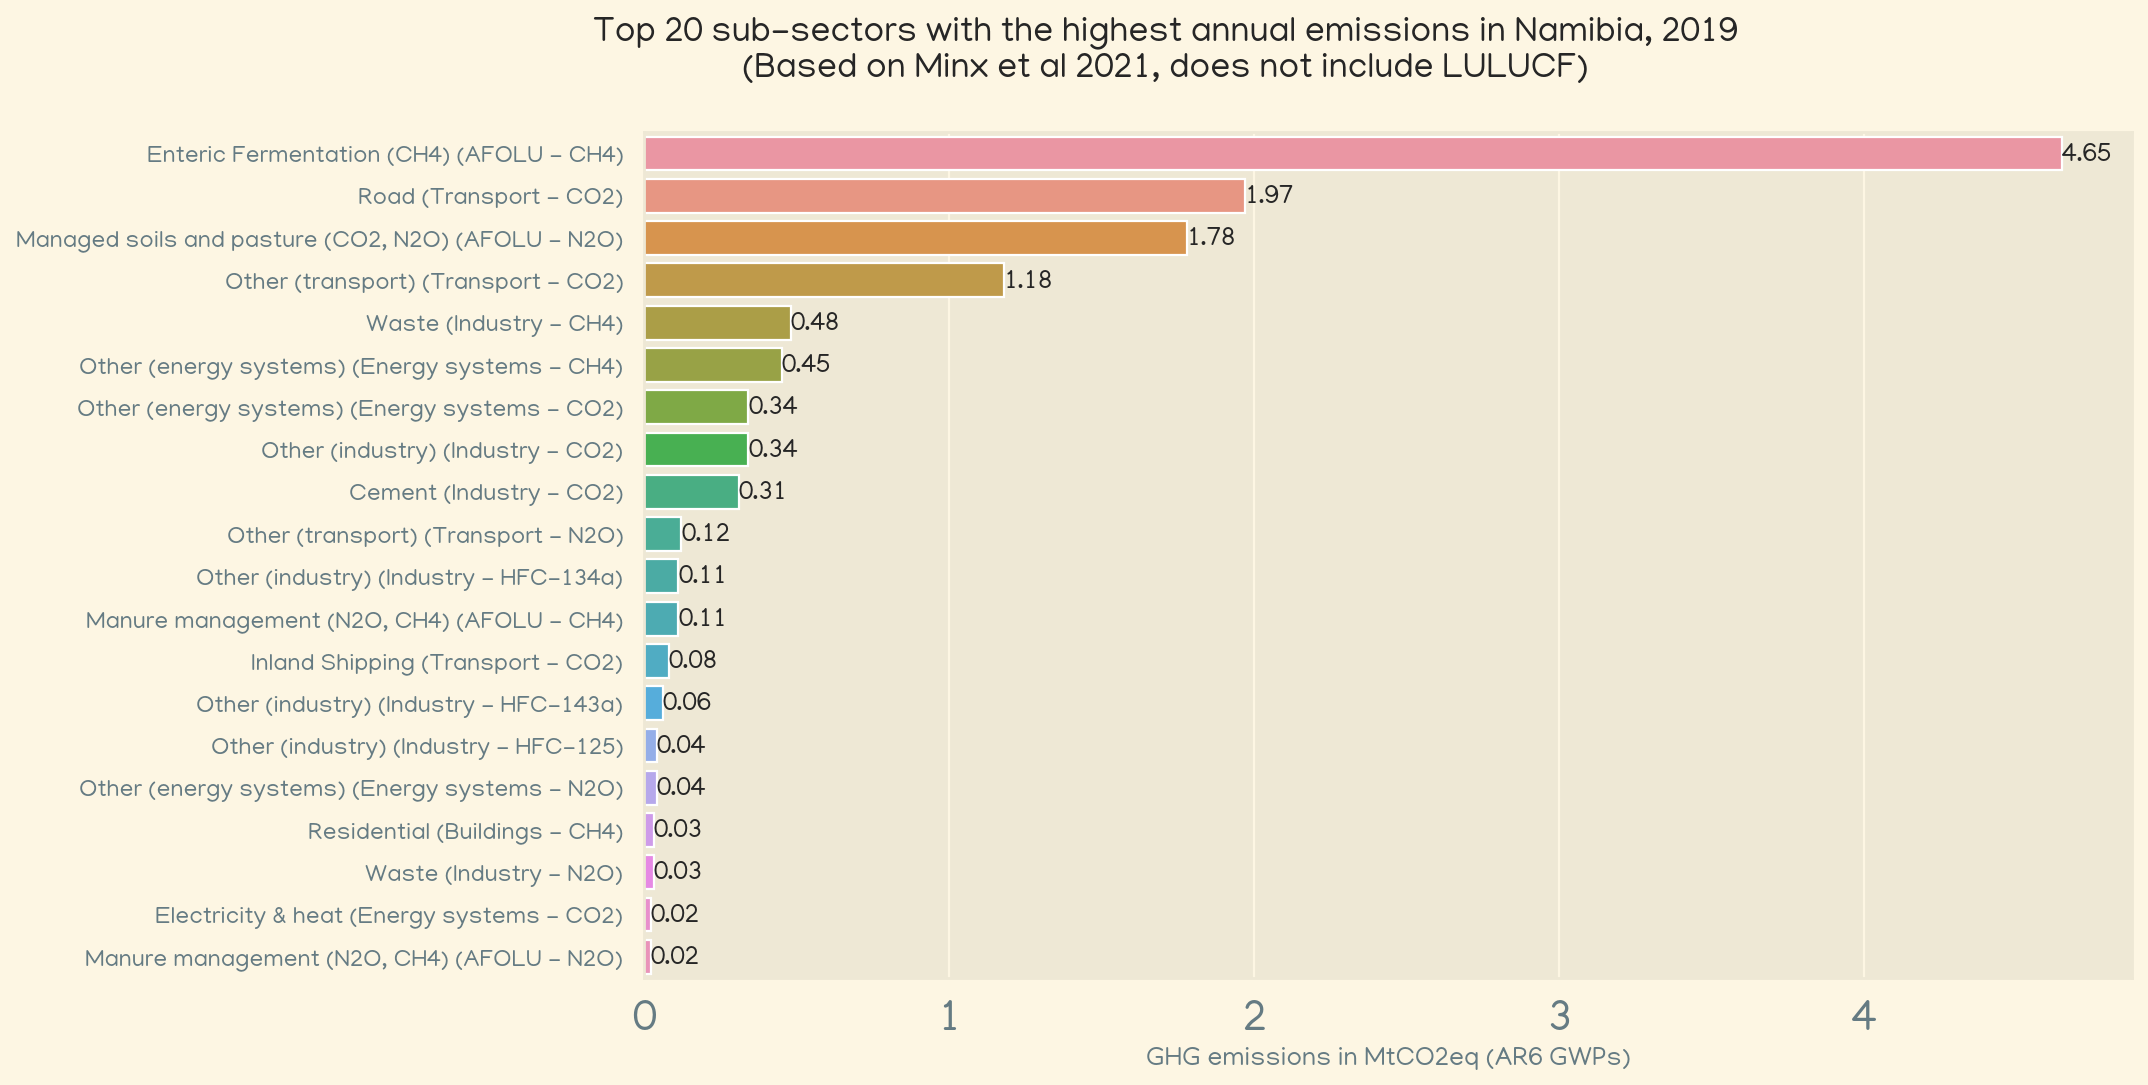 Top 20 sub-sectors with the highest annual emissions in Namibia, 2019
(Based on Minx et al 2021, does not include LULUCF)
Enteric Fermentation (CH4) (AFOLU - CH4) 4.65
Road (Transport - CO2) 1.97
Managed soils and pasture (CO2, N2O) (AFOLU - N2O) 1.78
Other (transport) (Transport - CO2) 1.18
Waste (Industry - CH4) 0.48
Other (energy systems) (Energy systems - CH4) 0.45
Other (energy systems) (Energy systems - CO2) 0.34
Other (industry) (Industry - CO2) 0.34
Cement (Industry - CO2) 0.31
Other (transport) (Transport - N2O) 0.12
Other (industry) (Industry - HFC-134a) 0.11
Manure management (N2O, CH4) (AFOLU - CH4) 0.11
Inland Shipping (Transport - CO2) 0.08
Other (industry) (Industry - HFC-143a) 0.06
Other (industry) (Industry - HFC-125) 0.04
Other (energy systems) (Energy systems - N2O) 0.04
Residential (Buildings - CH4) 0.03
Waste (Industry - N2O) 0.03
Electricity & heat (Energy systems - CO2) 0.02
Manure management (N2O, CH4) (AFOLU - N2O) 0.02
0 1 2 3 4
GHG emissions in MtCO2eq (AR6 GWPs)